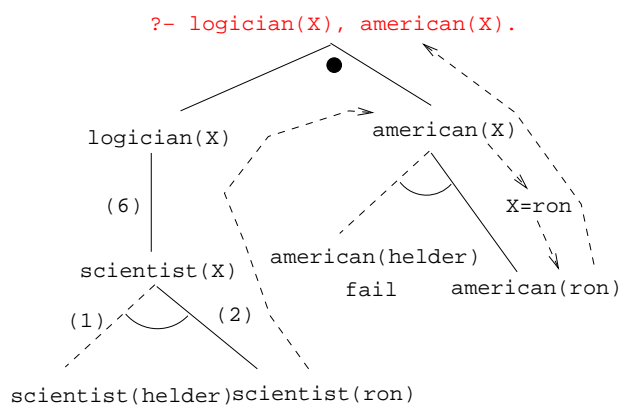 ?- logician(X), american(X).
logician(X)
american(X)
(6)
X=ron
scientist(X)
american(helder)
fail
american(ron)
(1)
(2)
scientist(helder)
scientist(ron)